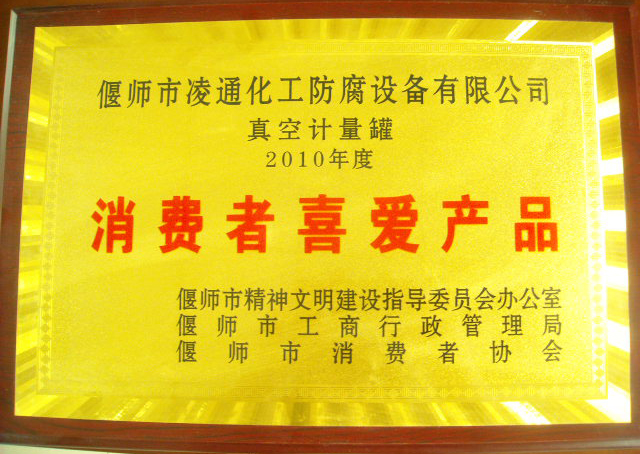 偃师市凌通化工防腐设备有限公司
真空计量罐
2010年度
消费者喜爱产品
偃师市精神文明建设指导委员会办公室
偃师市工商行政管理局
偃师市消费者协会